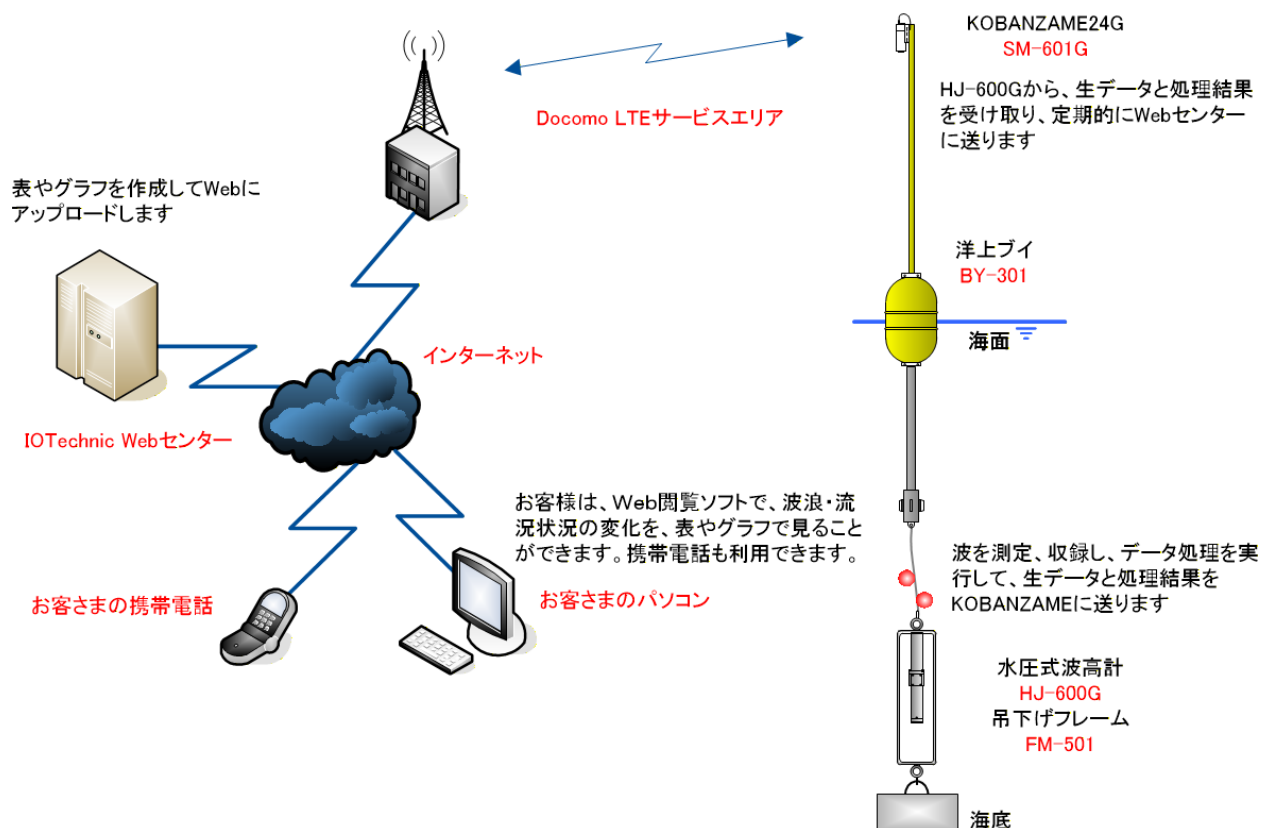 KOBANZAME24G
SM-601G
HJ-600Gから、生データと処理結果
を受け取り、定期的にWebセンター
に送ります
Docomo LTEサービスエリア
表やグラフを作成してWebに
アップロードします
洋上ブイ
BY-301
海面
インターネット
IOTechnic Webセンター
お客様は、Web閲覧ソフトで、波浪・流
況状況の変化を、表やグラフで見ること
ができます。携帯電話も利用できます。
お客さまの携帯電話
お客さまのパソコン
波を測定、収録し、データ処理を実
行して、生データと処理結果を
KOBANZAMEに送ります
水圧式波高計
HJ-600G
吊下げフレーム
FM-501
海底